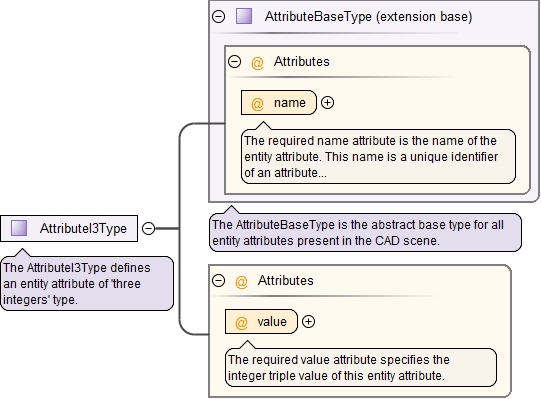 AttributeBaseType (extension base)
@ Attributes
@ name
The required name attribute is the name of the
entity attribute. This name is a unique identifier
of an attribute...
The AttributeBaseType is the abstract base type for all
entity attributes present in the CAD scene.
AttributeI3Type
The AttributeI3Type defines
an entity attribute of 'three
integers' type.
@ Attributes
@ value
The required value attribute specifies the
integer triple value of this entity attribute.